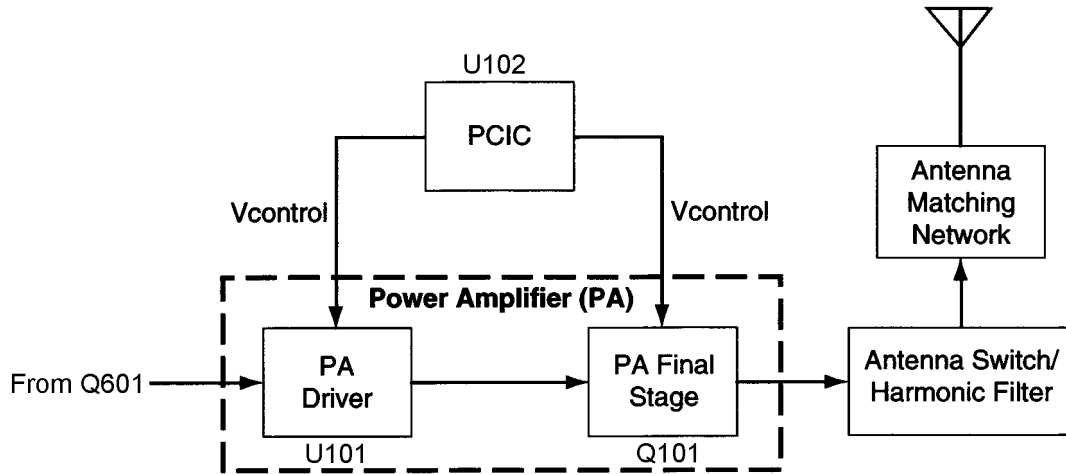 U102
PCIC
Vcontrol
Vcontrol
Antenna
Matching
Network
Power Amplifier (PA)
From Q601
PA
Driver
PA Final
Stage
Antenna Switch/
Harmonic Filter
U101
Q101